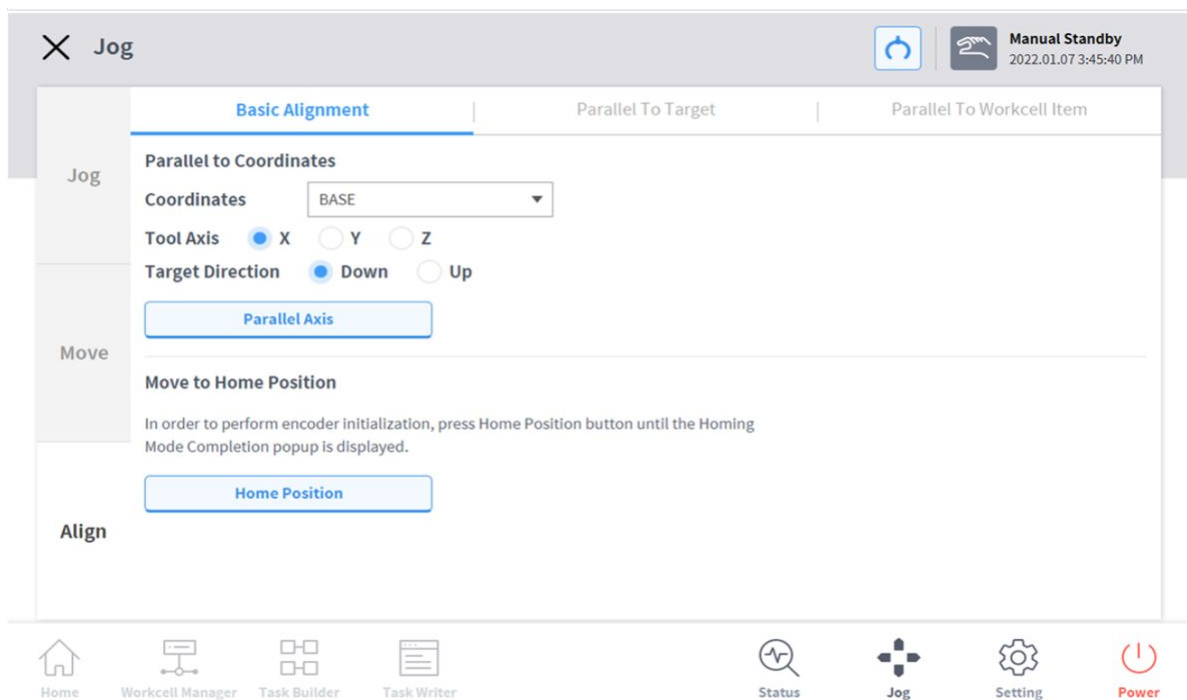 Jog
Manual Standby
2022.01.07 3:45:40 PM
Jog
Move
Align
Basic Alignment
Parallel To Target
Parallel To Workcell Item
Parallel to Coordinates
Coordinates BASE
Tool Axis X Y Z
Target Direction Down Up
Parallel Axis
Move to Home Position
In order to perform encoder initialization, press Home Position button until the Homing
Mode Completion popup is displayed.
Home Position
Home
Workcell Manager
Task Builder
Task Writer
Status
Jog
Setting
Power